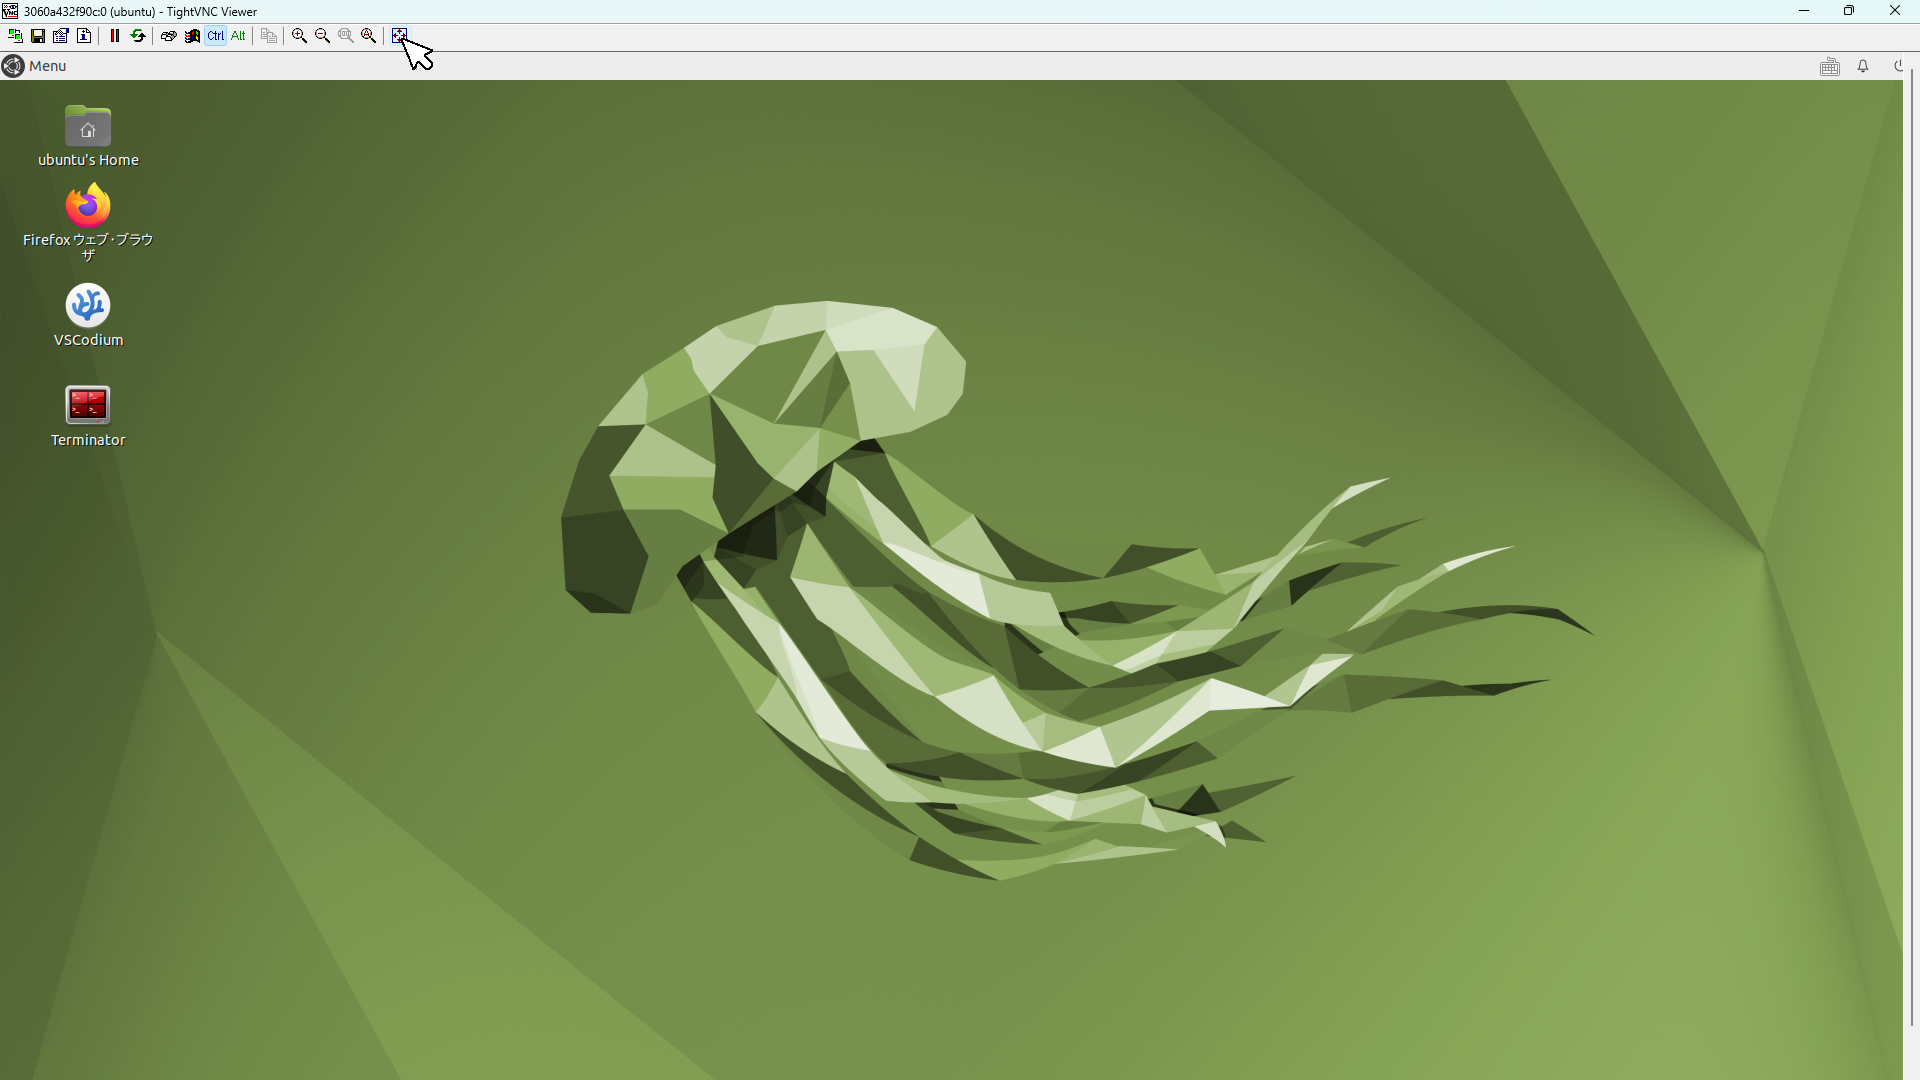 3060a432f90c:0 (ubuntu) - TightVNC Viewer
Ctrl Alt
Menu
ubuntu's Home
Firefox ウェブ・ブラウ
ザ
VSCodium
Terminator